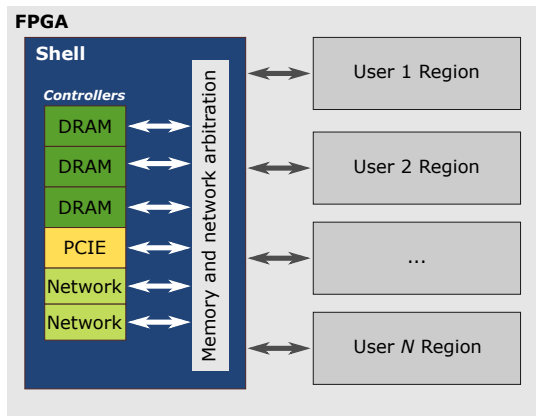 FPGA
Shell
Controllers
DRAM
DRAM
DRAM
PCIE
Network
Network
Memory and network arbitration
User 1 Region
User 2 Region
...
User N Region